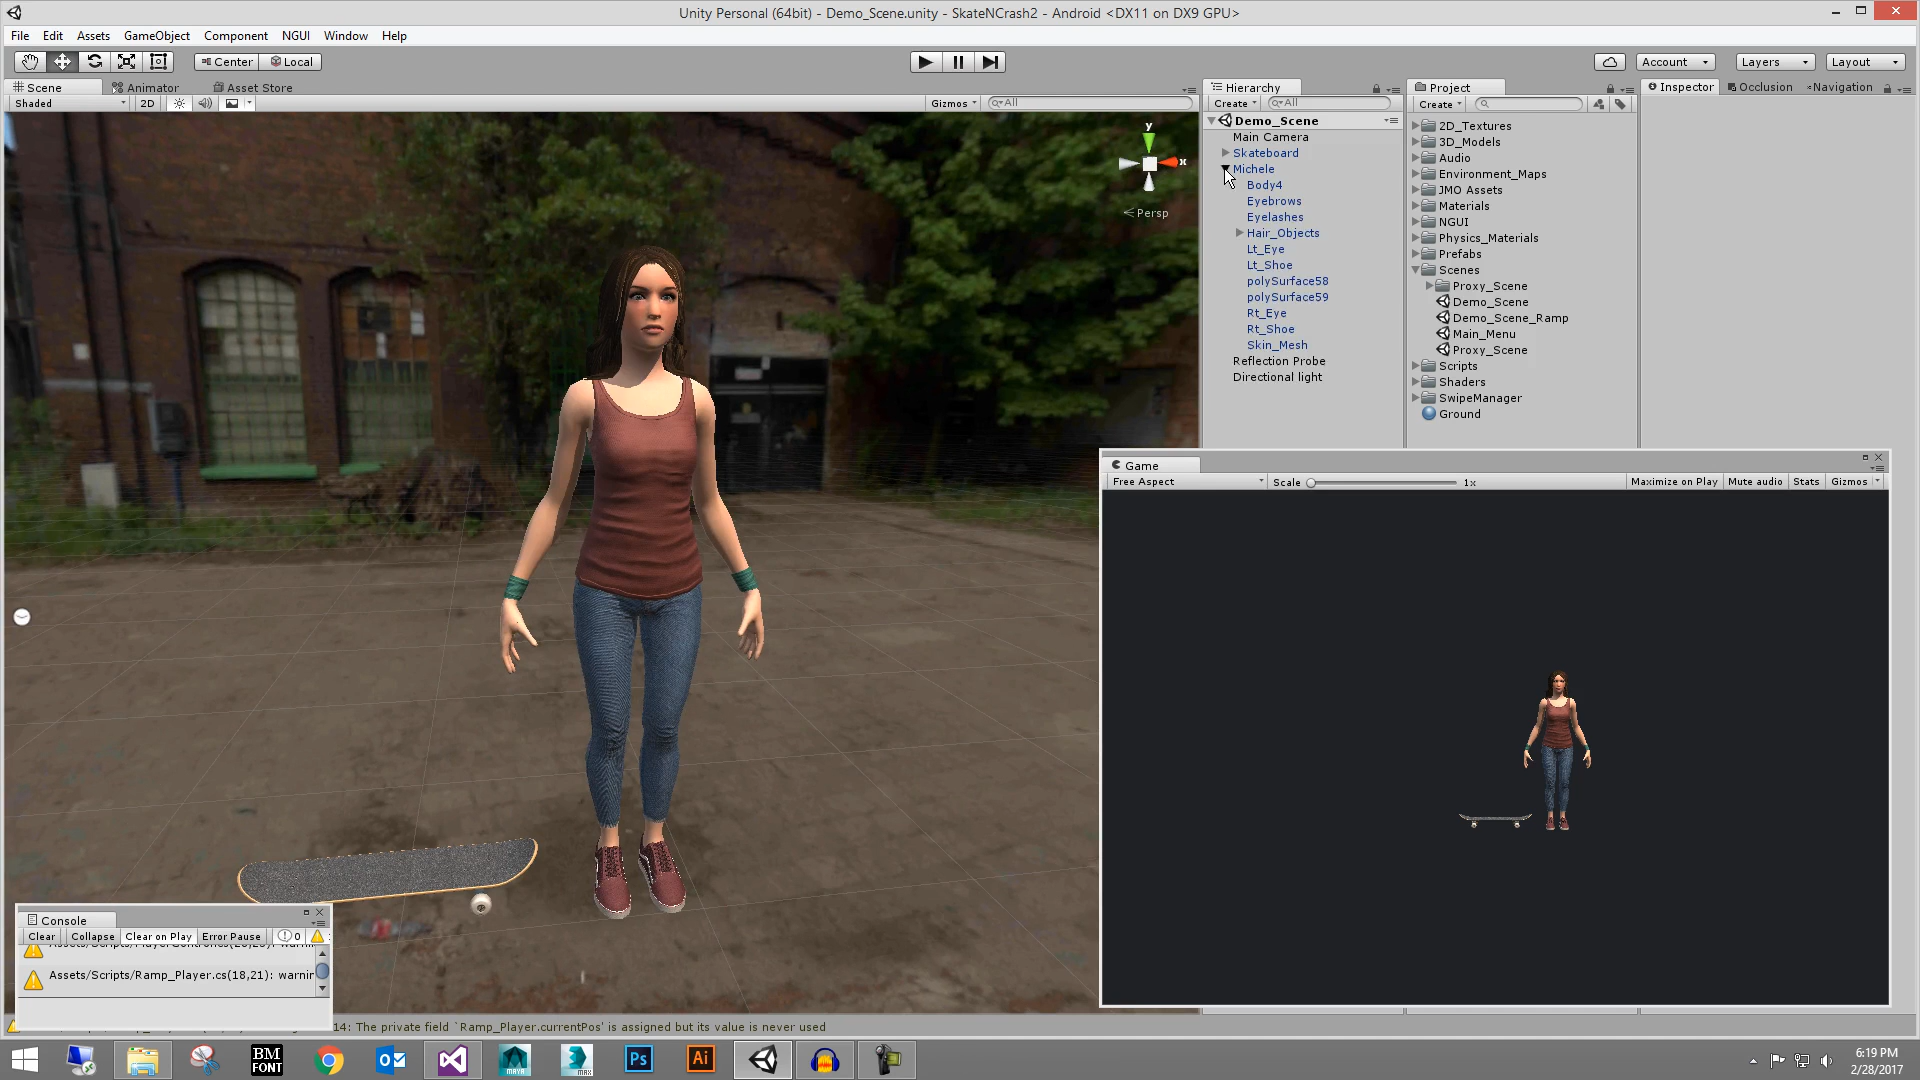 Unity Personal (64bit) - Demo_Scene.unity - SkateNCrash2 - Android <DX11 on DX9 GPU>
File Edit Assets GameObject Component NGUI Window Help
Center Local Account Layers Layout
Scene Animator Asset Store
Shaded 2D Gizmos All
y
x
Persp
Hierarchy
Create All
Demo_Scene
Main Camera
Skateboard
Michele
Body4
Eyebrows
Eyelashes
Hair_Objects
Lt_Eye
Lt_Shoe
polySurface58
polySurface59
Rt_Eye
Rt_Shoe
Skin_Mesh
Reflection Probe
Directional light
Project
Create
2D_Textures
3D_Models
Audio
Environment_Maps
JMO Assets
Materials
NGUI
Physics_Materials
Prefabs
Scenes
Proxy_Scene
Demo_Scene
Demo_Scene_Ramp
Main_Menu
Proxy_Scene
Scripts
Shaders
SwipeManager
Ground
Inspector Occlusion Navigation
Game
Free Aspect Scale 1x Maximize on Play Mute audio Stats Gizmos
Console
Clear Collapse Clear on Play Error Pause 0
Assets/Scripts/Ramp_Player.cs(18,21): warnin
14: The private field `Ramp_Player.currentPos' is assigned but its value is never used
BM
FONT
MAYA
MAX
Ps
Ai
6:19 PM
2/28/2017